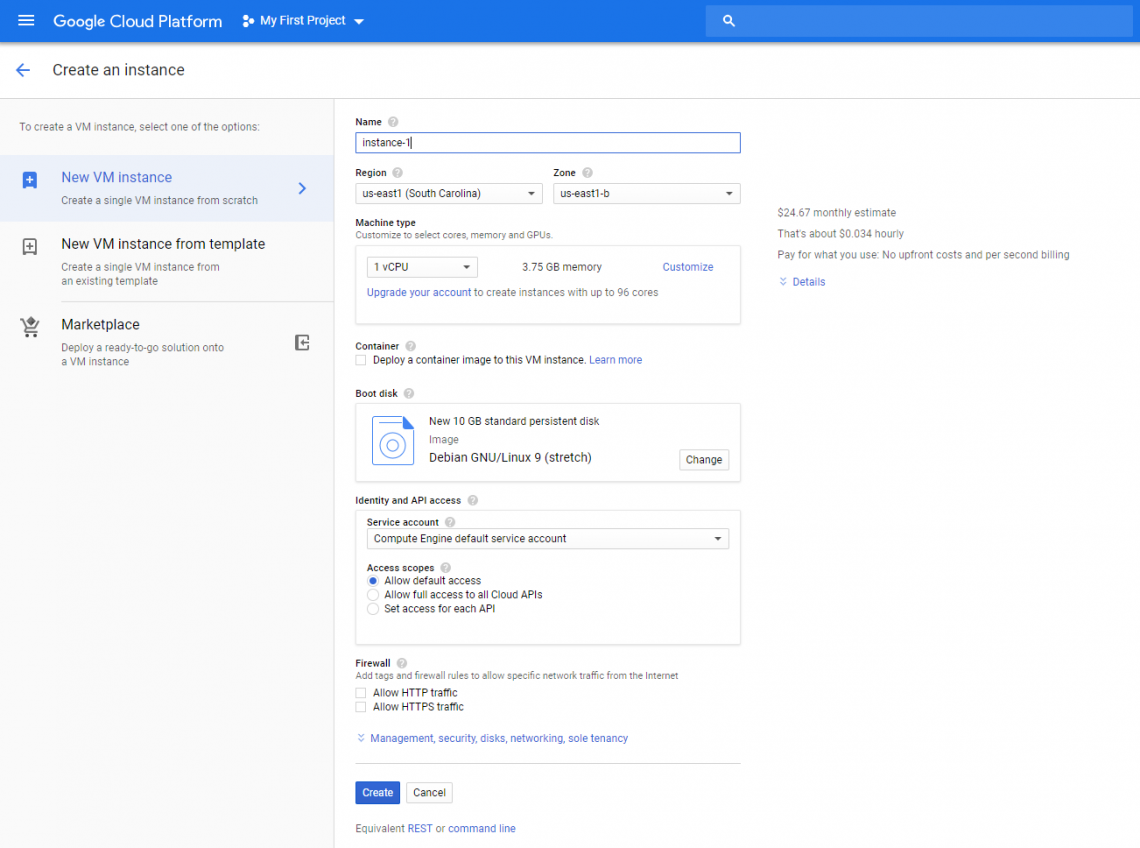 Google Cloud Platform
My First Project
Create an instance
To create a VM instance, select one of the options:
New VM instance
Create a single VM instance from scratch
New VM instance from template
Create a single VM instance from
an existing template
Marketplace
Deploy a ready-to-go solution onto
a VM instance
Name
instance-1
Region
Zone
us-east1 (South Carolina)
us-east1-b
Machine type
Customize to select cores, memory and GPUs.
1 vCPU
3.75 GB memory
Customize
Upgrade your account to create instances with up to 96 cores
Container
Deploy a container image to this VM instance. Learn more
Boot disk
New 10 GB standard persistent disk
Image
Debian GNU/Linux 9 (stretch)
Change
Identity and API access
Service account
Compute Engine default service account
Access scopes
Allow default access
Allow full access to all Cloud APIs
Set access for each API
Firewall
Add tags and firewall rules to allow specific network traffic from the Internet
Allow HTTP traffic
Allow HTTPS traffic
Management, security, disks, networking, sole tenancy
Create
Cancel
Equivalent REST or command line
$24.67 monthly estimate
That's about $0.034 hourly
Pay for what you use: No upfront costs and per second billing
Details